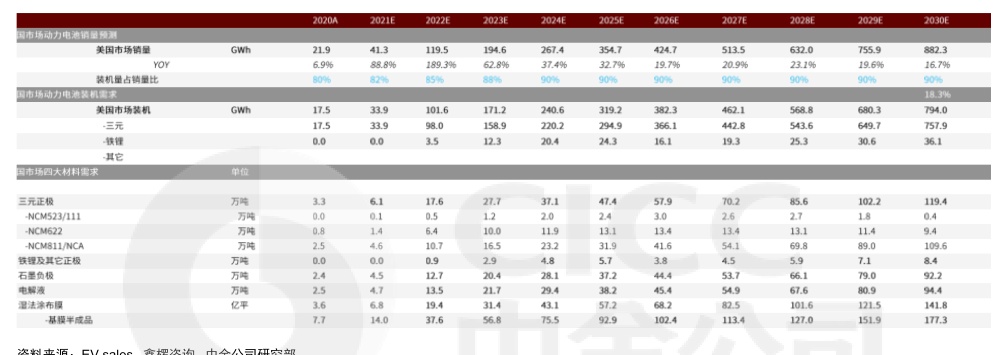 2020A 2021E 2022E 2023E 2024E 2025E 2026E 2027E 2028E 2029E 2030E
国市场动力电池销量预测
美国市场销量 GWh 21.9 41.3 119.5 194.6 267.4 354.7 424.7 513.5 632.0 755.9 882.3
YOY 6.9% 88.8% 189.3% 62.8% 37.4% 32.7% 19.7% 20.9% 23.1% 19.6% 16.7%
装机量占销量比 80% 82% 85% 88% 90% 90% 90% 90% 90% 90% 90%
国市场动力电池装机需求 18.3%
美国市场装机 GWh 17.5 33.9 101.6 171.2 240.6 319.2 382.3 462.1 568.8 680.3 794.0
-三元 17.5 33.9 98.0 158.9 220.2 294.9 366.1 442.8 543.6 649.7 757.9
-铁锂 0.0 0.0 3.5 12.3 20.4 24.3 16.1 19.3 25.3 30.6 36.1
-其它
国市场四大材料需求 单位
三元正极 万吨 3.3 6.1 17.6 27.7 37.1 47.4 57.9 70.2 85.6 102.2 119.4
-NCM523/111 万吨 0.0 0.1 0.5 1.2 2.0 2.4 3.0 2.6 2.7 1.8 0.4
-NCM622 万吨 0.8 1.4 6.4 10.0 11.9 13.1 13.4 13.4 13.1 11.4 9.4
-NCM811/NCA 万吨 2.5 4.6 10.7 16.5 23.2 31.9 41.6 54.1 69.8 89.0 109.6
铁锂及其它正极 万吨 0.0 0.0 0.9 2.9 4.8 5.7 3.8 4.5 5.9 7.1 8.4
石墨负极 万吨 2.4 4.5 12.7 20.4 28.1 37.2 44.4 53.7 66.1 79.0 92.2
电解液 万吨 2.5 4.7 13.5 21.7 29.4 38.2 45.4 54.9 67.6 80.9 94.4
湿法涂布膜 亿平 3.6 6.8 19.4 31.4 43.1 57.2 68.2 82.5 101.6 121.5 141.8
-基膜半成品 7.7 14.0 37.6 56.8 75.5 92.9 102.4 113.4 127.0 151.9 177.3
CICC
中金公司
资料来源：EV sales，鑫椤咨询，中金公司研究部